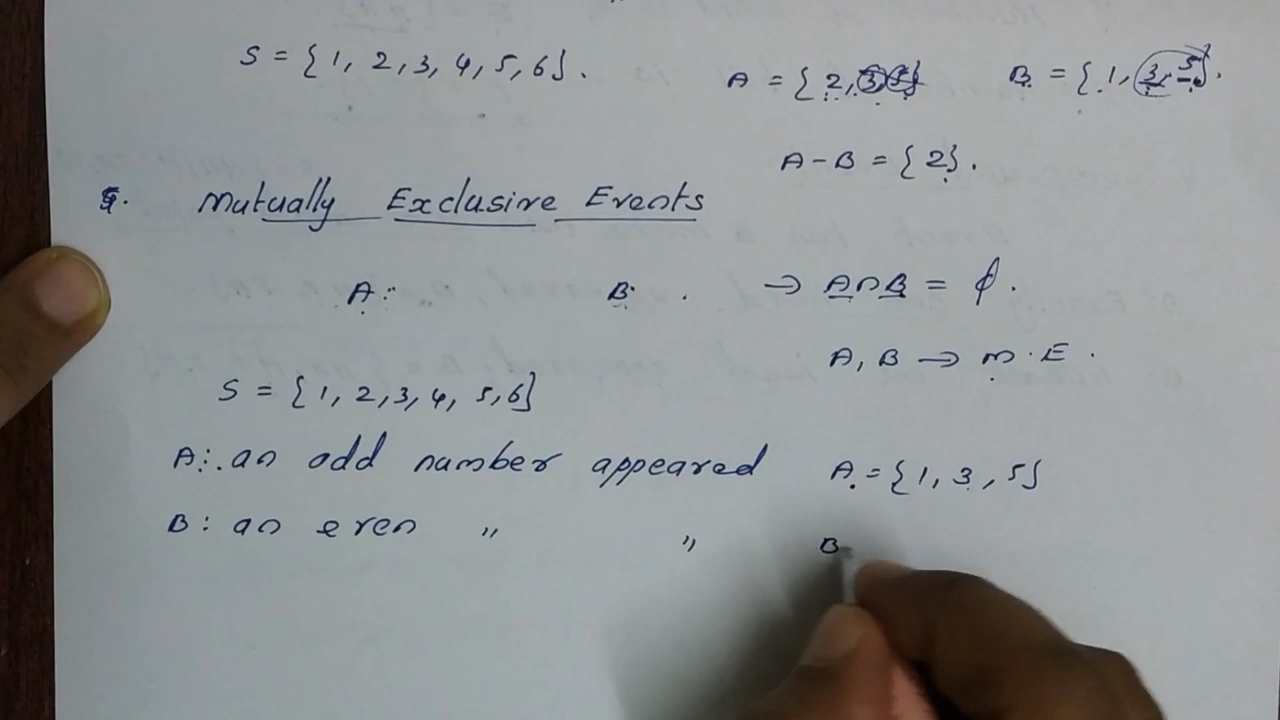 S = { 1, 2, 3, 4, 5, 6 } .
A = { 2, 3, 5 }
B = { 1, 3, 5 } .
A - B = { 2 } .
5. Mutually Exclusive Events
A : B . → A ∩ B = ϕ .
A, B → M . E .
S = { 1, 2, 3, 4, 5, 6 }
A : an odd number appeared A = { 1, 3, 5 }
B : an even " " B